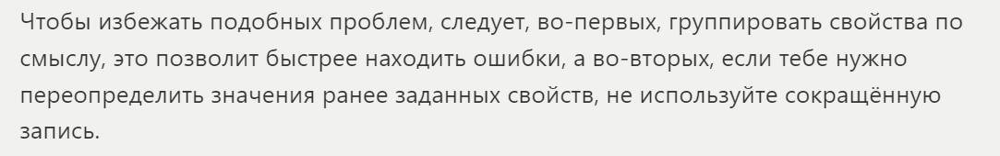 Чтобы избежать подобных проблем, следует, во-первых, группировать свойства по
смыслу, это позволит быстрее находить ошибки, а во-вторых, если тебе нужно
переопределить значения ранее заданных свойств, не используйте сокращённую
запись.